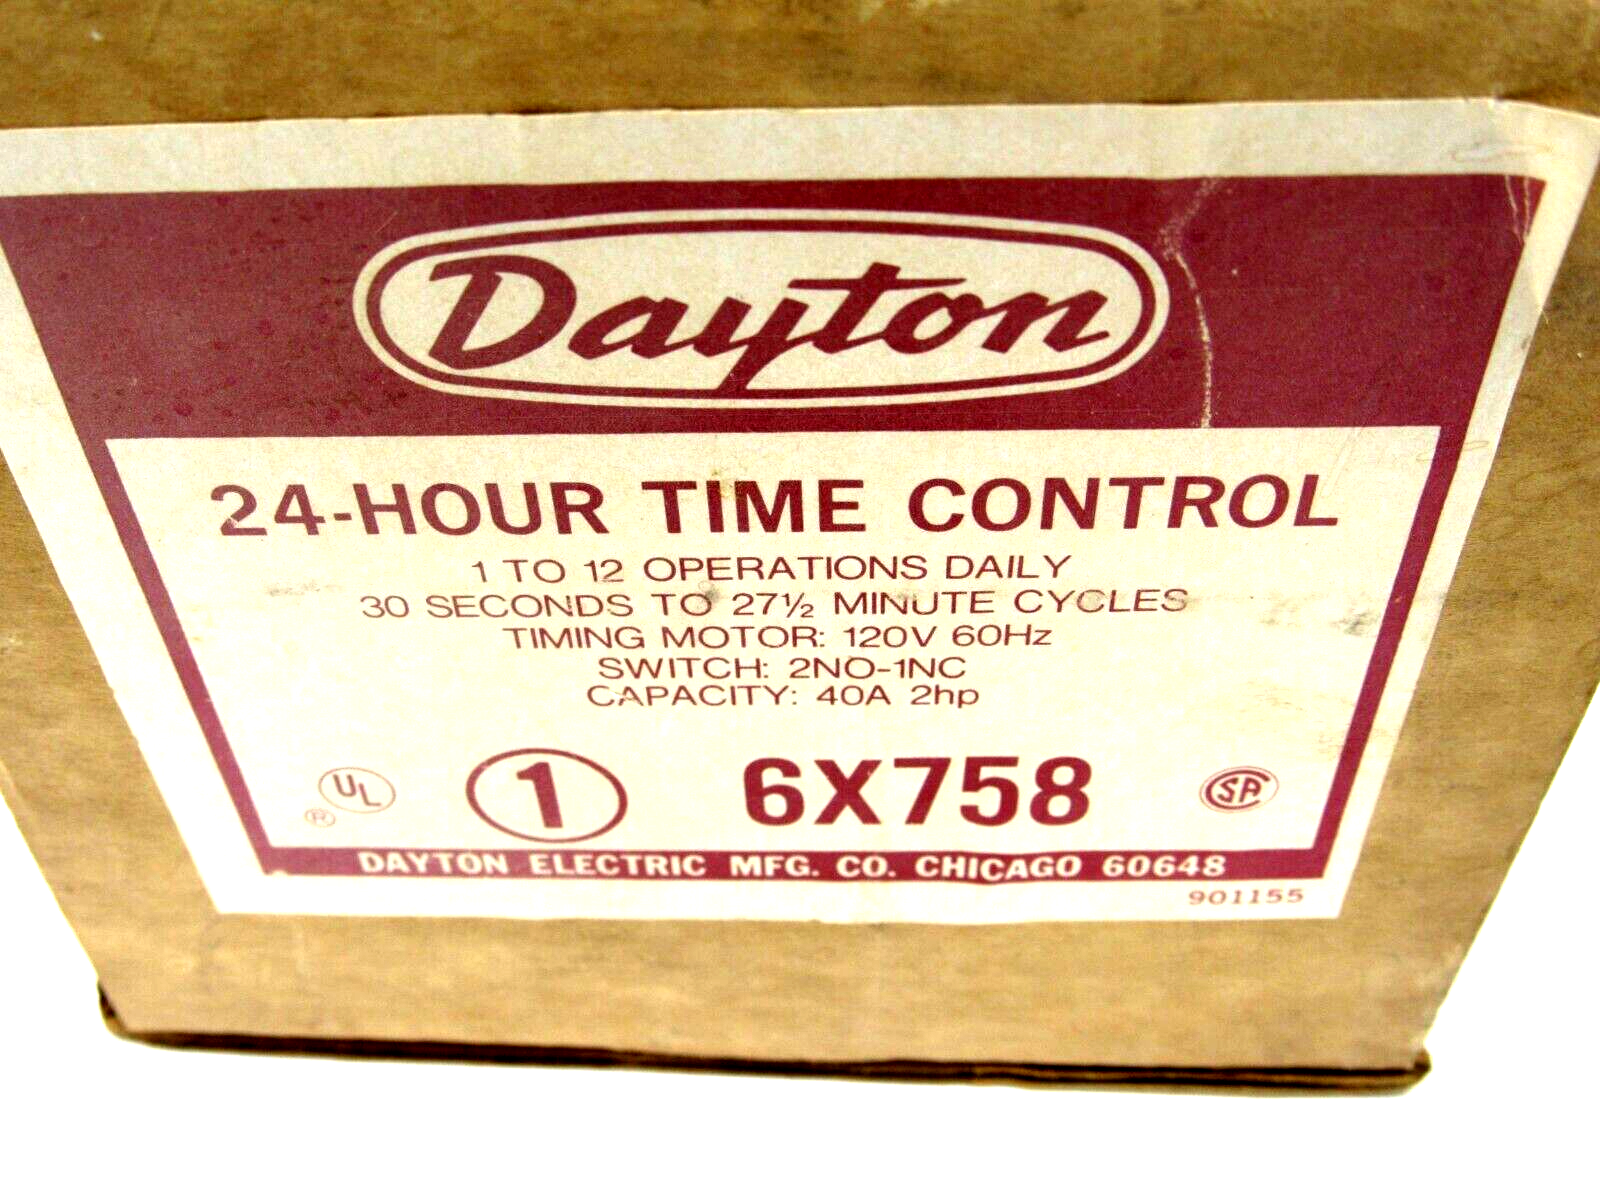 Dayton
24-HOUR TIME CONTROL
1 TO 12 OPERATIONS DAILY
30 SECONDS TO 27½ MINUTE CYCLES
TIMING MOTOR: 120V 60Hz
SWITCH: 2NO-1NC
CAPACITY: 40A 2hp
UL ® 1 6X758 CSA
DAYTON ELECTRIC MFG. CO. CHICAGO 60648
901155